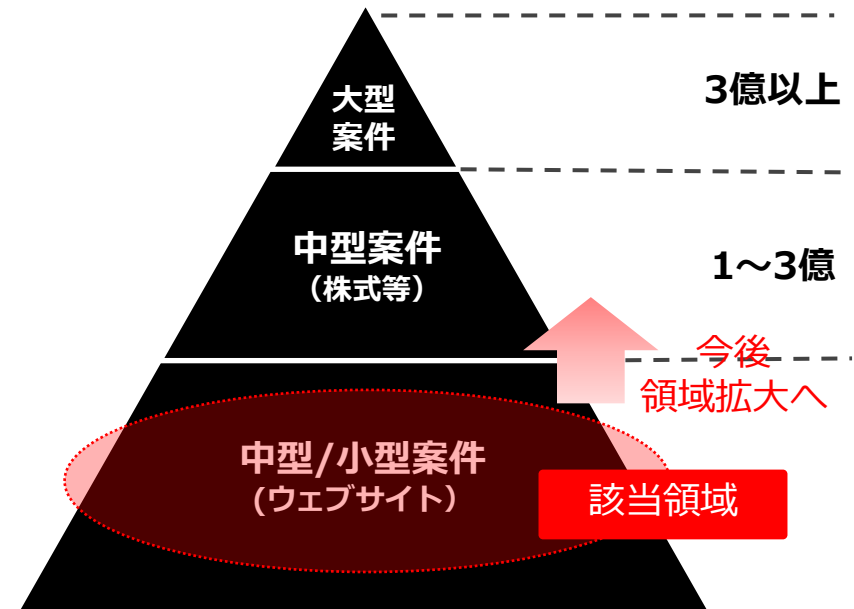 大型
案件
3億以上
中型案件
（株式等）
1～3億
今後
領域拡大へ
中型/小型案件
(ウェブサイト）
該当領域